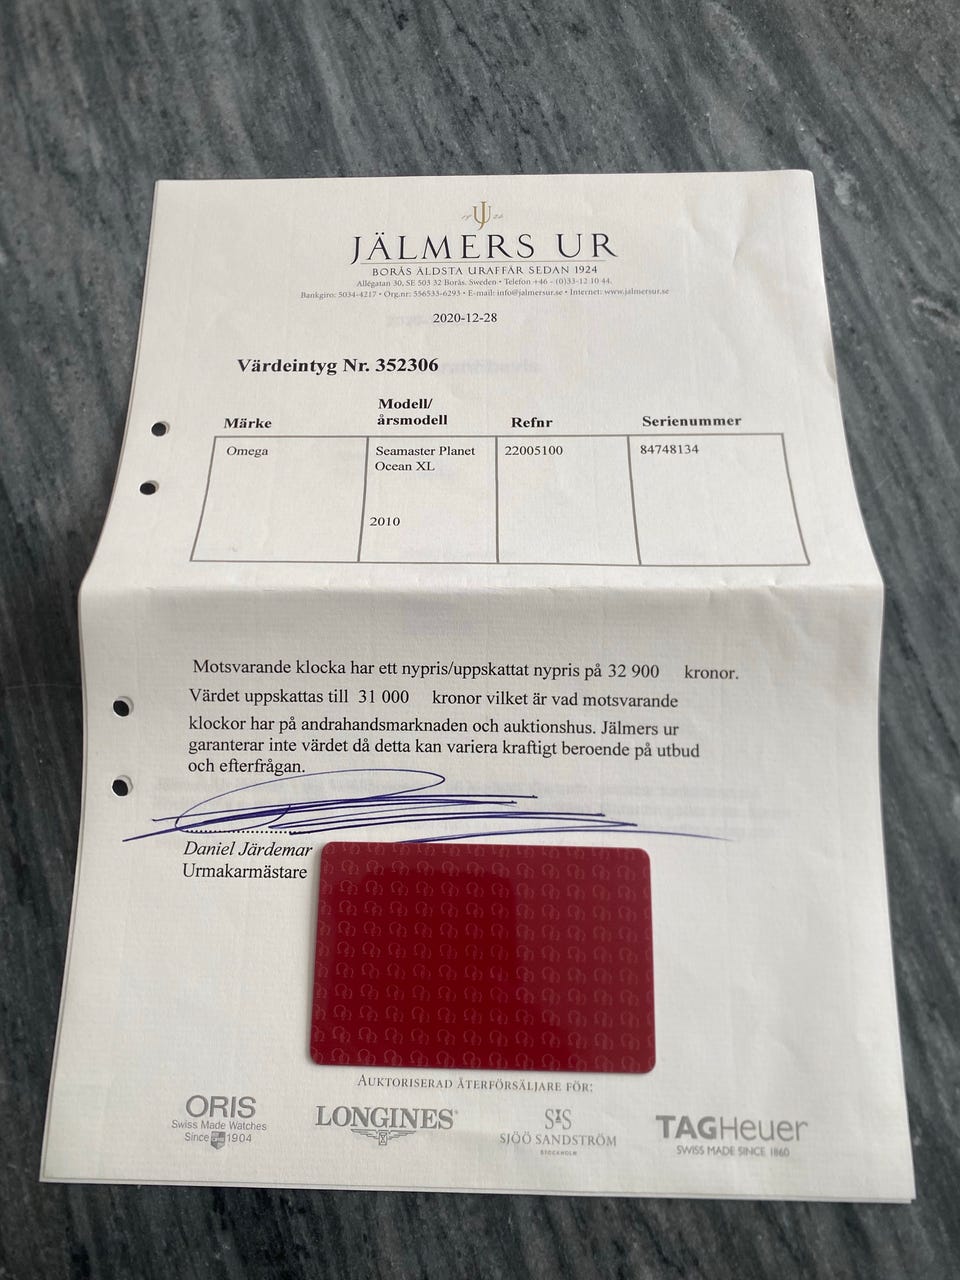 19 26
JÄLMERS UR
BORÅS ÄLDSTA URAFFÄR SEDAN 1924
Allégatan 30, SE 503 32 Borås. Sweden • Telefon +46 - (0)33-12 10 44.
Bankgiro: 5034-4217 • Org.nr: 556533-6293 • E-mail: info@jalmersur.se • Internet: www.jalmersur.se
2020-12-28
Värdeintyg Nr. 352306
Märke Modell/ årsmodell Refnr Serienummer
Omega Seamaster Planet Ocean XL 22005100 84748134
2010
Motsvarande klocka har ett nypris/uppskattat nypris på 32 900 kronor.
Värdet uppskattas till 31 000 kronor vilket är vad motsvarande
klockor har på andrahandsmarknaden och auktionshus. Jälmers ur
garanterar inte värdet då detta kan variera kraftigt beroende på utbud
och efterfrågan.
Daniel Järdemar
Urmakarmästare
AUKTORISERAD ÅTERFÖRSÄLJARE FÖR:
ORIS
Swiss Made Watches
Since 1904
LONGINES
S S
SJÖÖ SANDSTRÖM
STOCKHOLM
TAGHeuer
SWISS MADE SINCE 1860